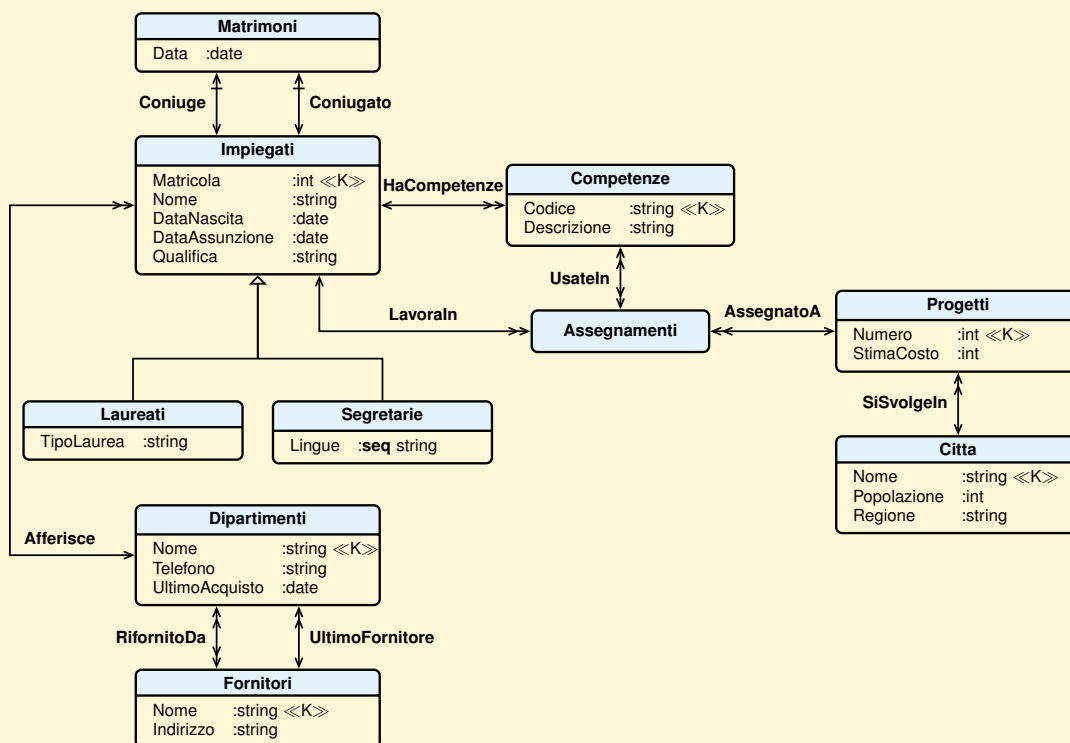 Matrimoni
Data :date
Coniuge Coniugato
Impiegati
Matricola :int ≪K≫
Nome :string
DataNascita :date
DataAssunzione :date
Qualifica :string
HaCompetenze
Competenze
Codice :string ≪K≫
Descrizione :string
UsateIn
LavoraIn
Assegnamenti
AssegnatoA
Progetti
Numero :int ≪K≫
StimaCosto :int
SiSvolgeIn
Laureati
TipoLaurea :string
Segretarie
Lingue :seq string
Citta
Nome :string ≪K≫
Popolazione :int
Regione :string
Afferisce
Dipartimenti
Nome :string ≪K≫
Telefono :string
UltimoAcquisto :date
RifornitoDa UltimoFornitore
Fornitori
Nome :string ≪K≫
Indirizzo :string